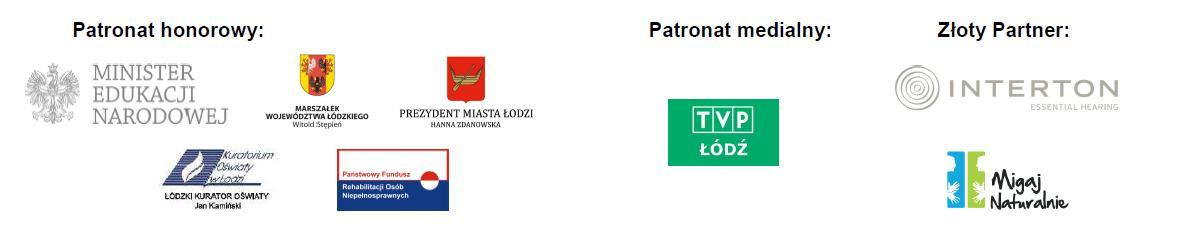 Patronat honorowy:
MINISTER
EDUKACJI
NARODOWEJ
MARSZAŁEK
WOJEWÓDZTWA ŁÓDZKIEGO
Witold Stępień
PREZYDENT MIASTA ŁODZI
HANNA ZDANOWSKA
Kuratorium
Oświaty
w Łodzi
ŁÓDZKI KURATOR OŚWIATY
Jan Kamiński
Państwowy Fundusz
Rehabilitacji Osób
Niepełnosprawnych
Patronat medialny:
TVP
ŁÓDŹ
Złoty Partner:
INTERTON
ESSENTIAL HEARING
Migaj
Naturalnie